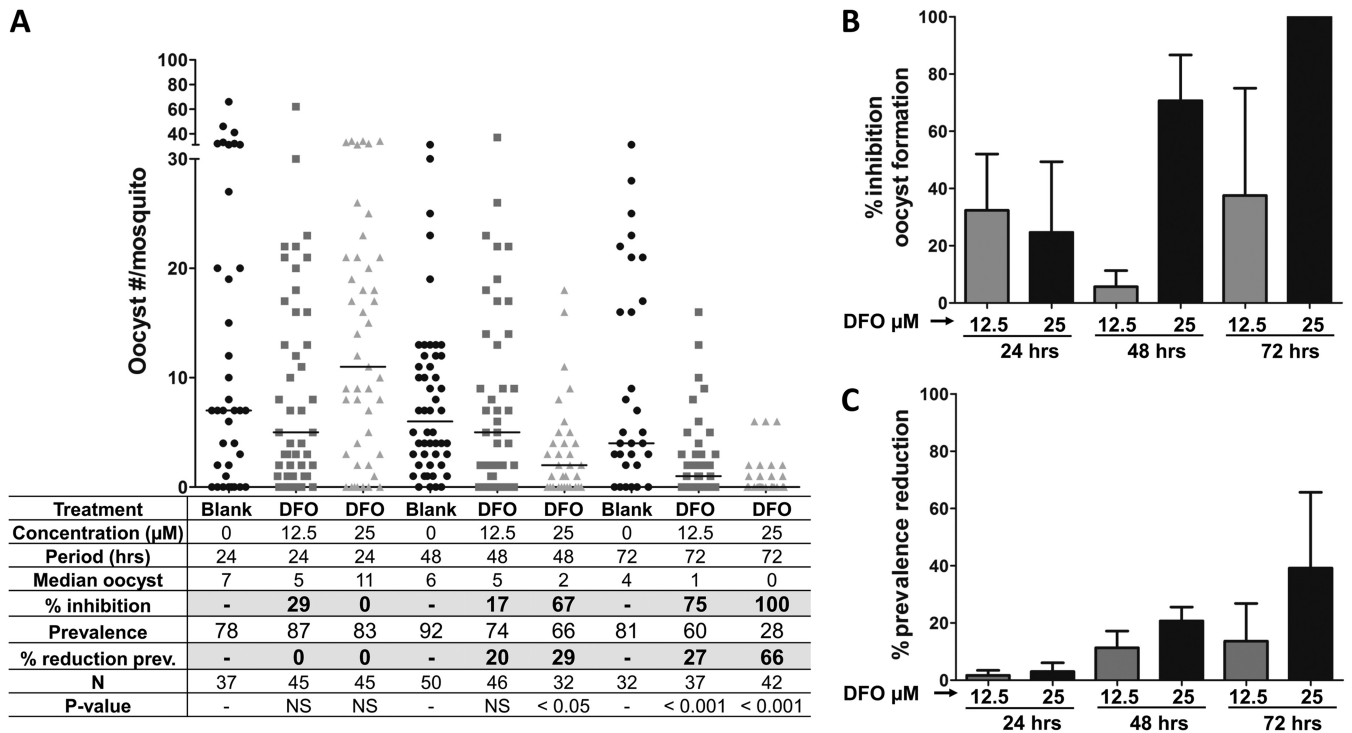 A
100
80
60
40
30
20
10
0
Oocyst #/mosquito
Treatment Blank DFO DFO Blank DFO DFO Blank DFO DFO
Concentration (µM) 0 12.5 25 0 12.5 25 0 12.5 25
Period (hrs) 24 24 24 48 48 48 72 72 72
Median oocyst 7 5 11 6 5 2 4 1 0
% inhibition - 29 0 - 17 67 - 75 100
Prevalence 78 87 83 92 74 66 81 60 28
% reduction prev. - 0 0 - 20 29 - 27 66
N 37 45 45 50 46 32 32 37 42
P-value - NS NS - NS < 0.05 - < 0.001 < 0.001
B
% inhibition
oocyst formation
100
80
60
40
20
0
DFO µM 12.5 25 12.5 25 12.5 25
24 hrs 48 hrs 72 hrs
C
% prevalence reduction
100
80
60
40
20
0
DFO µM 12.5 25 12.5 25 12.5 25
24 hrs 48 hrs 72 hrs